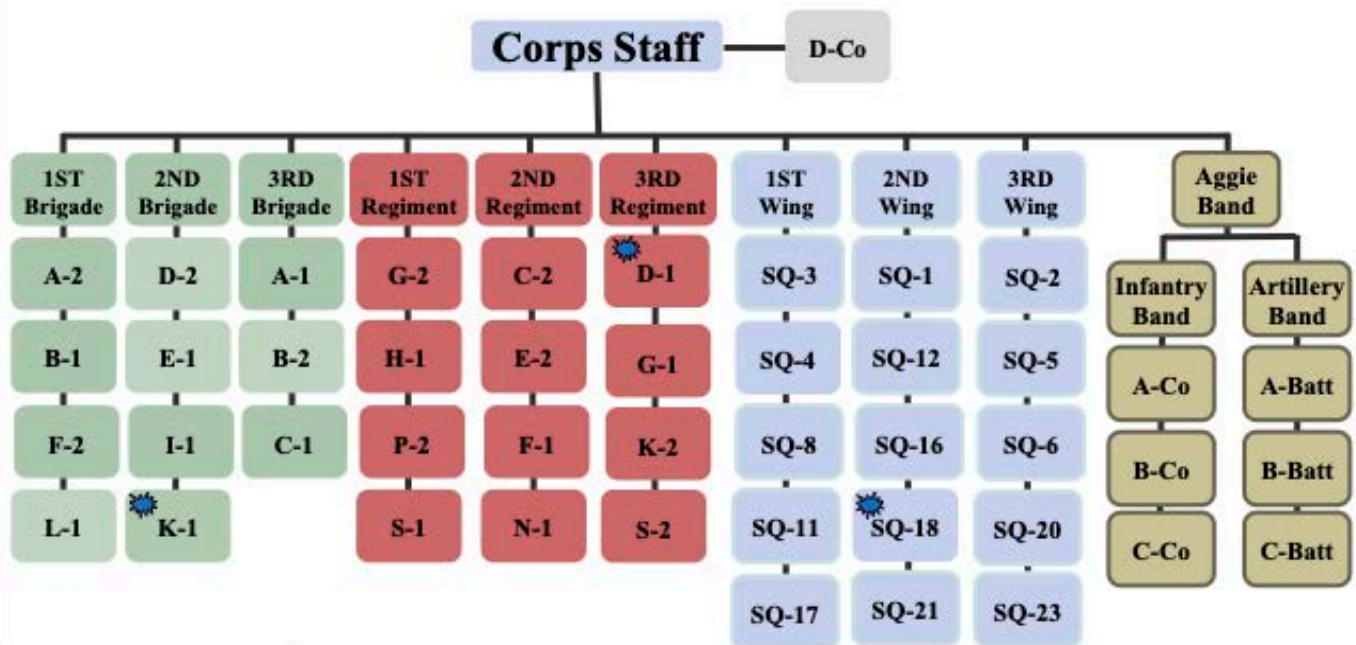 Corps Staff
D-Co
1ST
Brigade
2ND
Brigade
3RD
Brigade
1ST
Regiment
2ND
Regiment
3RD
Regiment
1ST
Wing
2ND
Wing
3RD
Wing
Aggie
Band
A-2
D-2
A-1
G-2
C-2
D-1
SQ-3
SQ-1
SQ-2
Infantry
Band
Artillery
Band
B-1
E-1
B-2
H-1
E-2
G-1
SQ-4
SQ-12
SQ-5
A-Co
A-Batt
F-2
I-1
C-1
P-2
F-1
K-2
SQ-8
SQ-16
SQ-6
B-Co
B-Batt
L-1
K-1
S-1
N-1
S-2
SQ-11
SQ-18
SQ-20
C-Co
C-Batt
SQ-17
SQ-21
SQ-23